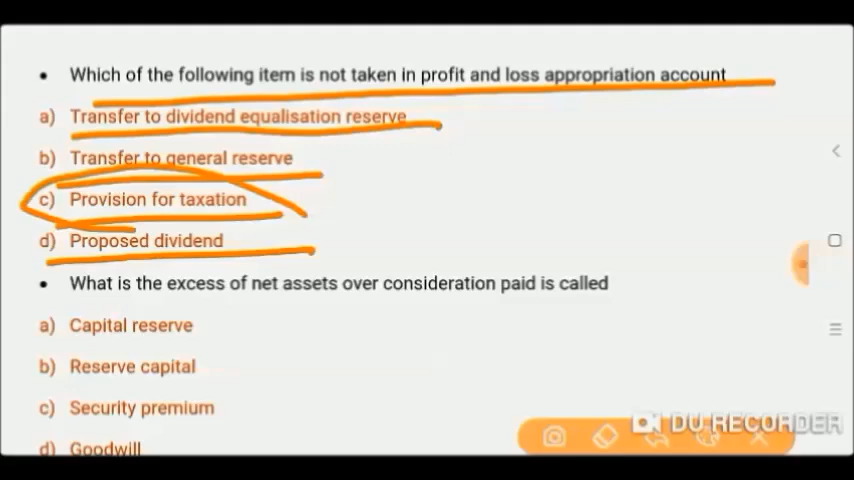 • Which of the following item is not taken in profit and loss appropriation account
a) Transfer to dividend equalisation reserve
b) Transfer to general reserve
c) Provision for taxation
d) Proposed dividend
• What is the excess of net assets over consideration paid is called
a) Capital reserve
b) Reserve capital
c) Security premium
d) Goodwill
DU RECORDER